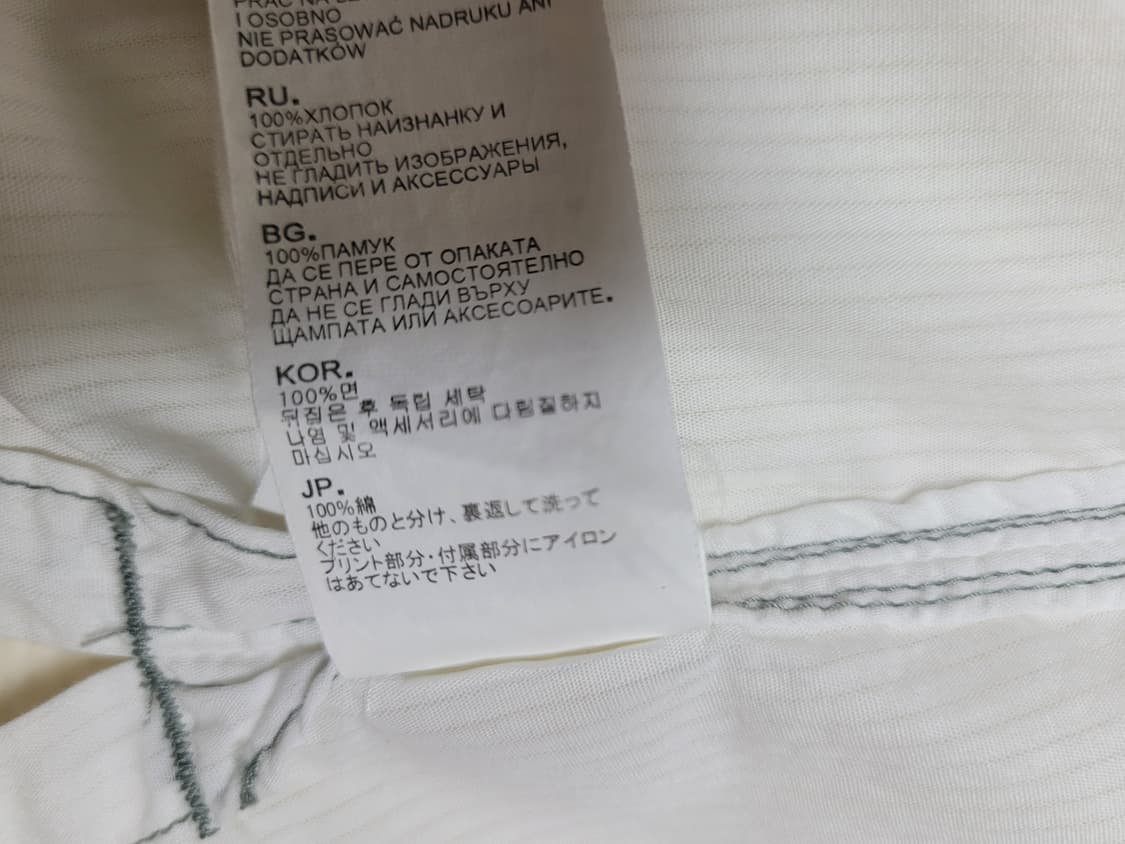 I OSOBNO
NIE PRASOWAĆ NADRUKU ANI
DODATKÓW
RU.
100%ХЛОПОК
СТИРАТЬ НАИЗНАНКУ И
ОТДЕЛЬНО
НЕ ГЛАДИТЬ ИЗОБРАЖЕНИЯ,
НАДПИСИ И АКСЕССУАРЫ
BG.
100%ПАМУК
ДА СЕ ПЕРЕ ОТ ОПАКАТА
СТРАНА И САМОСТОЯТЕЛНО
ДА НЕ СЕ ГЛАДИ ВЪРХУ
ЩАМПАТА ИЛИ АКСЕСОАРИТЕ.
KOR.
100%면
뒤집은 후 독립 세탁
나염 및 액세서리에 다림질하지
마십시오
JP.
100%綿
他のものと分け、裏返して洗って
ください
プリント部分・付属部分にアイロン
はあてないで下さい